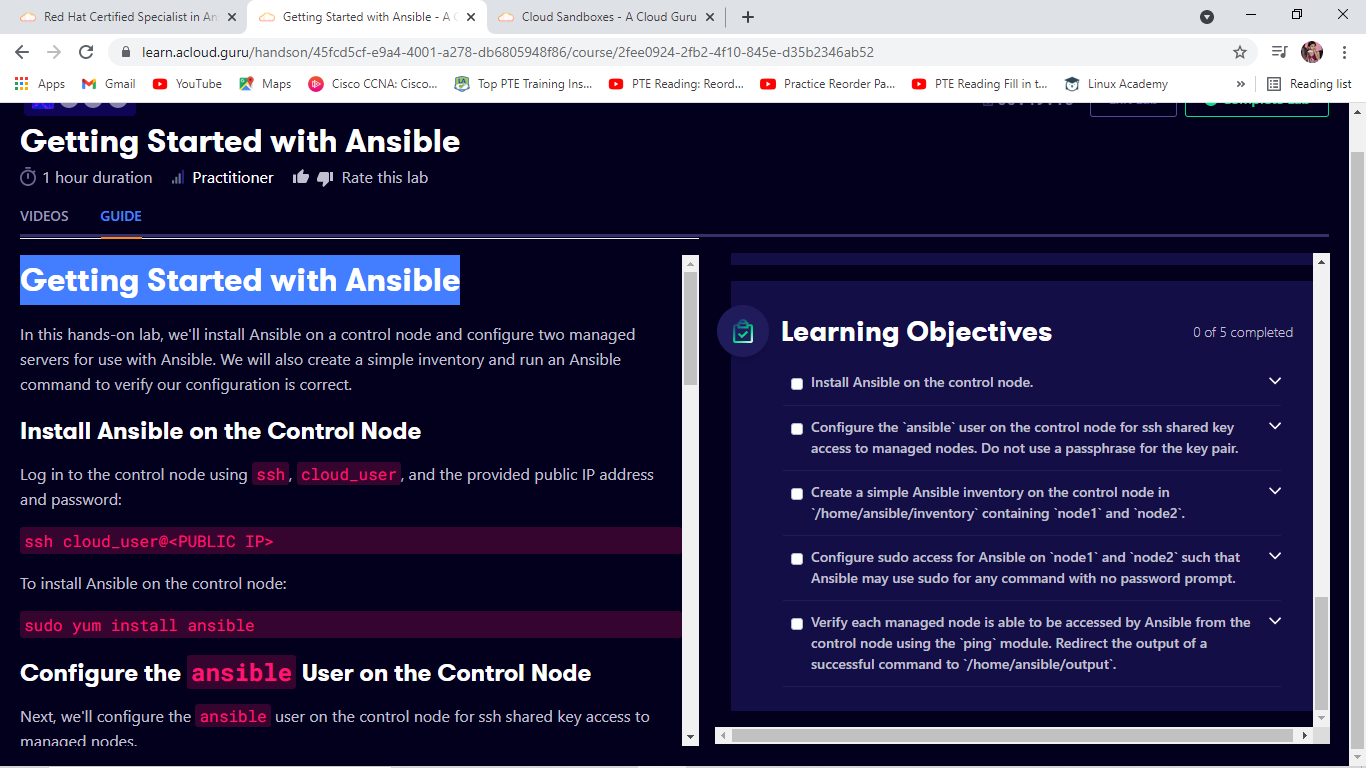 Red Hat Certified Specialist in An
Getting Started with Ansible - A C
Cloud Sandboxes - A Cloud Guru
learn.acloud.guru/handson/45fcd5cf-e9a4-4001-a278-db6805948f86/course/2fee0924-2fb2-4f10-845e-d35b2346ab52
Apps
Gmail
YouTube
Maps
Cisco CCNA: Cisco...
Top PTE Training Ins...
PTE Reading: Reord...
Practice Reorder Pa...
PTE Reading Fill in t...
Linux Academy
»
Reading list
Getting Started with Ansible
1 hour duration
Practitioner
Rate this lab
VIDEOS
GUIDE
Getting Started with Ansible
In this hands-on lab, we'll install Ansible on a control node and configure two managed
servers for use with Ansible. We will also create a simple inventory and run an Ansible
command to verify our configuration is correct.
Install Ansible on the Control Node
Log in to the control node using ssh, cloud_user, and the provided public IP address
and password:
ssh cloud_user@<PUBLIC IP>
To install Ansible on the control node:
sudo yum install ansible
Configure the ansible User on the Control Node
Next, we'll configure the ansible user on the control node for ssh shared key access to
managed nodes.
Learning Objectives
0 of 5 completed
Install Ansible on the control node.
Configure the `ansible` user on the control node for ssh shared key
access to managed nodes. Do not use a passphrase for the key pair.
Create a simple Ansible inventory on the control node in
`/home/ansible/inventory` containing `node1` and `node2`.
Configure sudo access for Ansible on `node1` and `node2` such that
Ansible may use sudo for any command with no password prompt.
Verify each managed node is able to be accessed by Ansible from the
control node using the `ping` module. Redirect the output of a
successful command to `/home/ansible/output`.